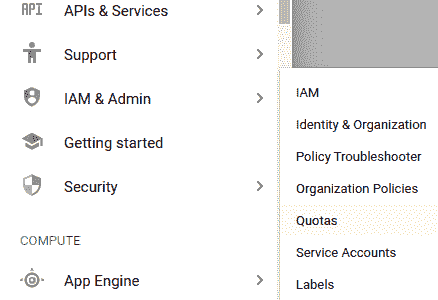 API
APIs & Services
Support
IAM & Admin
Getting started
Security
COMPUTE
App Engine
IAM
Identity & Organization
Policy Troubleshooter
Organization Policies
Quotas
Service Accounts
Labels